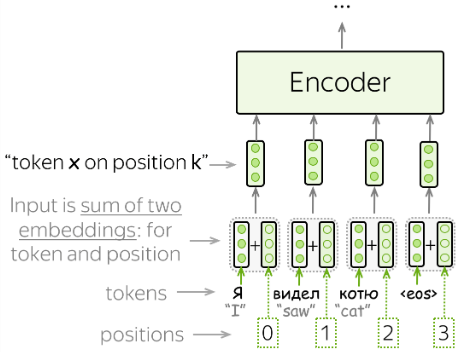 ...
Encoder
“token x on position k”
Input is sum of two
embeddings: for
token and position
+ + + +
tokens Я видел котю <eos>
“I” “saw” “cat”
positions 0 1 2 3